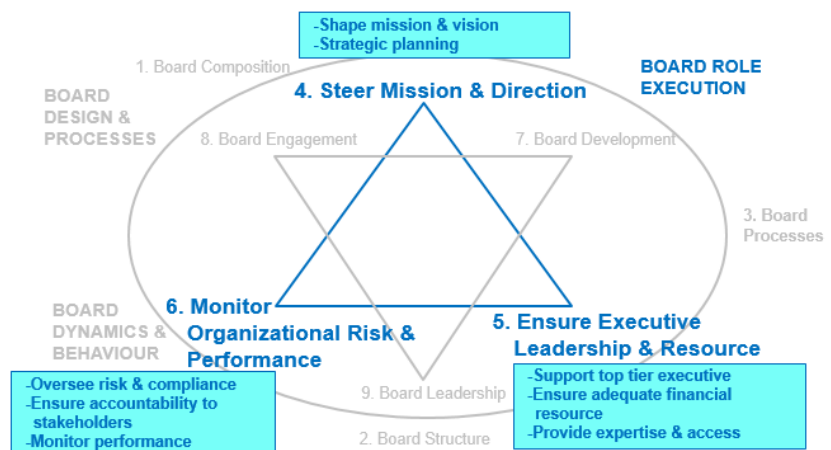 -Shape mission & vision
-Strategic planning
1. Board Composition
BOARD ROLE
EXECUTION
4. Steer Mission & Direction
BOARD
DESIGN &
PROCESSES
8. Board Engagement
7. Board Development
3. Board
Processes
6. Monitor
Organizational Risk &
Performance
BOARD
DYNAMICS &
BEHAVIOUR
5. Ensure Executive
Leadership & Resource
-Oversee risk & compliance
-Ensure accountability to
stakeholders
-Monitor performance
9. Board Leadership
-Support top tier executive
-Ensure adequate financial
resource
-Provide expertise & access
2. Board Structure